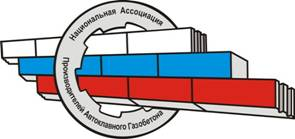 Национальная Ассоциация
Производителей Автоклавного Газобетона